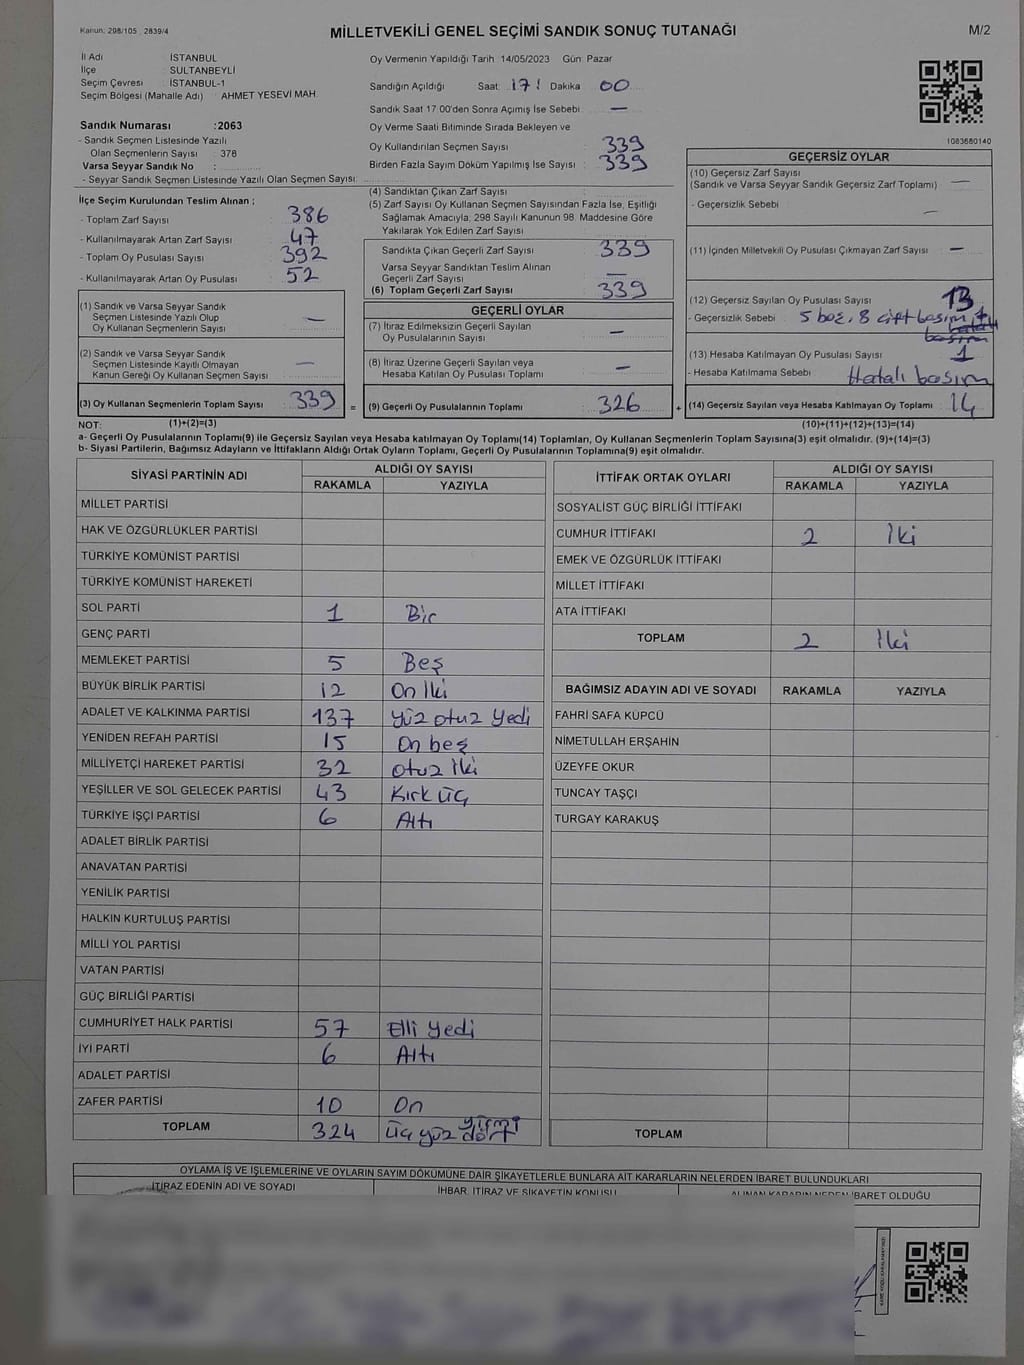 Kanun: 298/105 , 2839/4
MİLLETVEKİLİ GENEL SEÇİMİ SANDIK SONUÇ TUTANAĞI
M/2
İl Adı İSTANBUL
İlçe SULTANBEYLİ
Seçim Çevresi İSTANBUL-1
Seçim Bölgesi (Mahalle Adı) AHMET YESEVİ MAH.
Sandık Numarası :2063
- Sandık Seçmen Listesinde Yazılı
Olan Seçmenlerin Sayısı : 378
Varsa Seyyar Sandık No :
- Seyyar Sandık Seçmen Listesinde Yazılı Olan Seçmen Sayısı:
Oy Vermenin Yapıldığı Tarih : 14/05/2023 Gün: Pazar
Sandığın Açıldığı Saat: 17 : Dakika 00
Sandık Saat 17 00'den Sonra Açımış İse Sebebi : —
Oy Verme Saati Bitiminde Sırada Bekleyen ve
Oy Kullandırılan Seçmen Sayısı : 339
Birden Fazla Sayım Döküm Yapılmış İse Sayısı : 339
1083680140
İlçe Seçim Kurulundan Teslim Alınan ;
- Toplam Zarf Sayısı : 386
- Kullanılmayarak Artan Zarf Sayısı : 47
- Toplam Oy Pusulası Sayısı : 392
- Kullanılmayarak Artan Oy Pusulası : 52
(4) Sandıktan Çıkan Zarf Sayısı :
(5) Zarf Sayısı Oy Kullanan Seçmen Sayısından Fazla İse, Eşitliği
Sağlamak Amacıyla, 298 Sayılı Kanunun 98. Maddesine Göre
Yakılarak Yok Edilen Zarf Sayısı :
Sandıkta Çıkan Geçerli Zarf Sayısı : 339
Varsa Seyyar Sandıktan Teslim Alınan
Geçerli Zarf Sayısı : —
(6) Toplam Geçerli Zarf Sayısı : 339
GEÇERSİZ OYLAR
(10) Geçersiz Zarf Sayısı
(Sandık ve Varsa Seyyar Sandık Geçersiz Zarf Toplamı) : —
- Geçersizlik Sebebi : —
(11) İçinden Milletvekili Oy Pusulası Çıkmayan Zarf Sayısı : —
(12) Geçersiz Sayılan Oy Pusulası Sayısı : 13
- Geçersizlik Sebebi : 5 boş, 8 çift basım
(13) Hesaba Katılmayan Oy Pusulası Sayısı : 1
- Hesaba Katılmama Sebebi : Hatalı basım
(14) Geçersiz Sayılan veya Hesaba Katılmayan Oy Toplamı : 14
(10)+(11)+(12)+(13)=(14)
(1) Sandık ve Varsa Seyyar Sandık
Seçmen Listesinde Yazılı Olup
Oy Kullanan Seçmenlerin Sayısı : —
(2) Sandık ve Varsa Seyyar Sandık
Seçmen Listesinde Kayıtlı Olmayan
Kanun Gereği Oy Kullanan Seçmen Sayısı : —
(3) Oy Kullanan Seçmenlerin Toplam Sayısı : 339 =
GEÇERLİ OYLAR
(7) İtiraz Edilmeksizin Geçerli Sayılan
Oy Pusulalarının Sayısı : —
(8) İtiraz Üzerine Geçerli Sayılan veya
Hesaba Katılan Oy Pusulası Toplamı : —
(9) Geçerli Oy Pusulalarının Toplamı : 326 +
NOT: (1)+(2)=(3)
a- Geçerli Oy Pusulalarının Toplamı(9) ile Geçersiz Sayılan veya Hesaba katılmayan Oy Toplamı(14) Toplamları, Oy Kullanan Seçmenlerin Toplam Sayısına(3) eşit olmalıdır. (9)+(14)=(3)
b- Siyasi Partilerin, Bağımsız Adayların ve İttifakların Aldığı Ortak Oyların Toplamı, Geçerli Oy Pusulalarının Toplamına(9) eşit olmalıdır.
SİYASİ PARTİNİN ADI ALDIĞI OY SAYISI
RAKAMLA YAZIYLA
MİLLET PARTİSİ
HAK VE ÖZGÜRLÜKLER PARTİSİ
TÜRKİYE KOMÜNİST PARTİSİ
TÜRKİYE KOMÜNİST HAREKETİ
SOL PARTİ 1 Bir
GENÇ PARTİ
MEMLEKET PARTİSİ 5 Beş
BÜYÜK BİRLİK PARTİSİ 12 On İki
ADALET VE KALKINMA PARTİSİ 137 yüz otuz yedi
YENİDEN REFAH PARTİSİ 15 On beş
MİLLİYETÇİ HAREKET PARTİSİ 32 otuz iki
YEŞİLLER VE SOL GELECEK PARTİSİ 43 Kırk üç
TÜRKİYE İŞÇİ PARTİSİ 6 Altı
ADALET BİRLİK PARTİSİ
ANAVATAN PARTİSİ
YENİLİK PARTİSİ
HALKIN KURTULUŞ PARTİSİ
MİLLİ YOL PARTİSİ
VATAN PARTİSİ
GÜÇ BİRLİĞİ PARTİSİ
CUMHURİYET HALK PARTİSİ 57 Elli yedi
İYİ PARTİ 6 Altı
ADALET PARTİSİ
ZAFER PARTİSİ 10 On
TOPLAM 324 üç yüz yirmi dört
İTTİFAK ORTAK OYLARI ALDIĞI OY SAYISI
RAKAMLA YAZIYLA
SOSYALİST GÜÇ BİRLİĞİ İTTİFAKI
CUMHUR İTTİFAKI 2 İki
EMEK VE ÖZGÜRLÜK İTTİFAKI
MİLLET İTTİFAKI
ATA İTTİFAKI
TOPLAM 2 İki
BAĞIMSIZ ADAYIN ADI VE SOYADI RAKAMLA YAZIYLA
FAHRİ SAFA KÜPCÜ
NİMETULLAH ERŞAHİN
ÜZEYFE OKUR
TUNCAY TAŞÇI
TURGAY KARAKUŞ
TOPLAM
OYLAMA İŞ VE İŞLEMLERİNE VE OYLARIN SAYIM DÖKÜMÜNE DAİR ŞİKAYETLERLE BUNLARA AİT KARARLARIN NELERDEN İBARET BULUNDUKLARI
İTİRAZ EDENİN ADI VE SOYADI
İHBAR, İTİRAZ VE ŞİKAYETİN KONUSU
ALINAN KARARIN NEDEN İBARET OLDUĞU